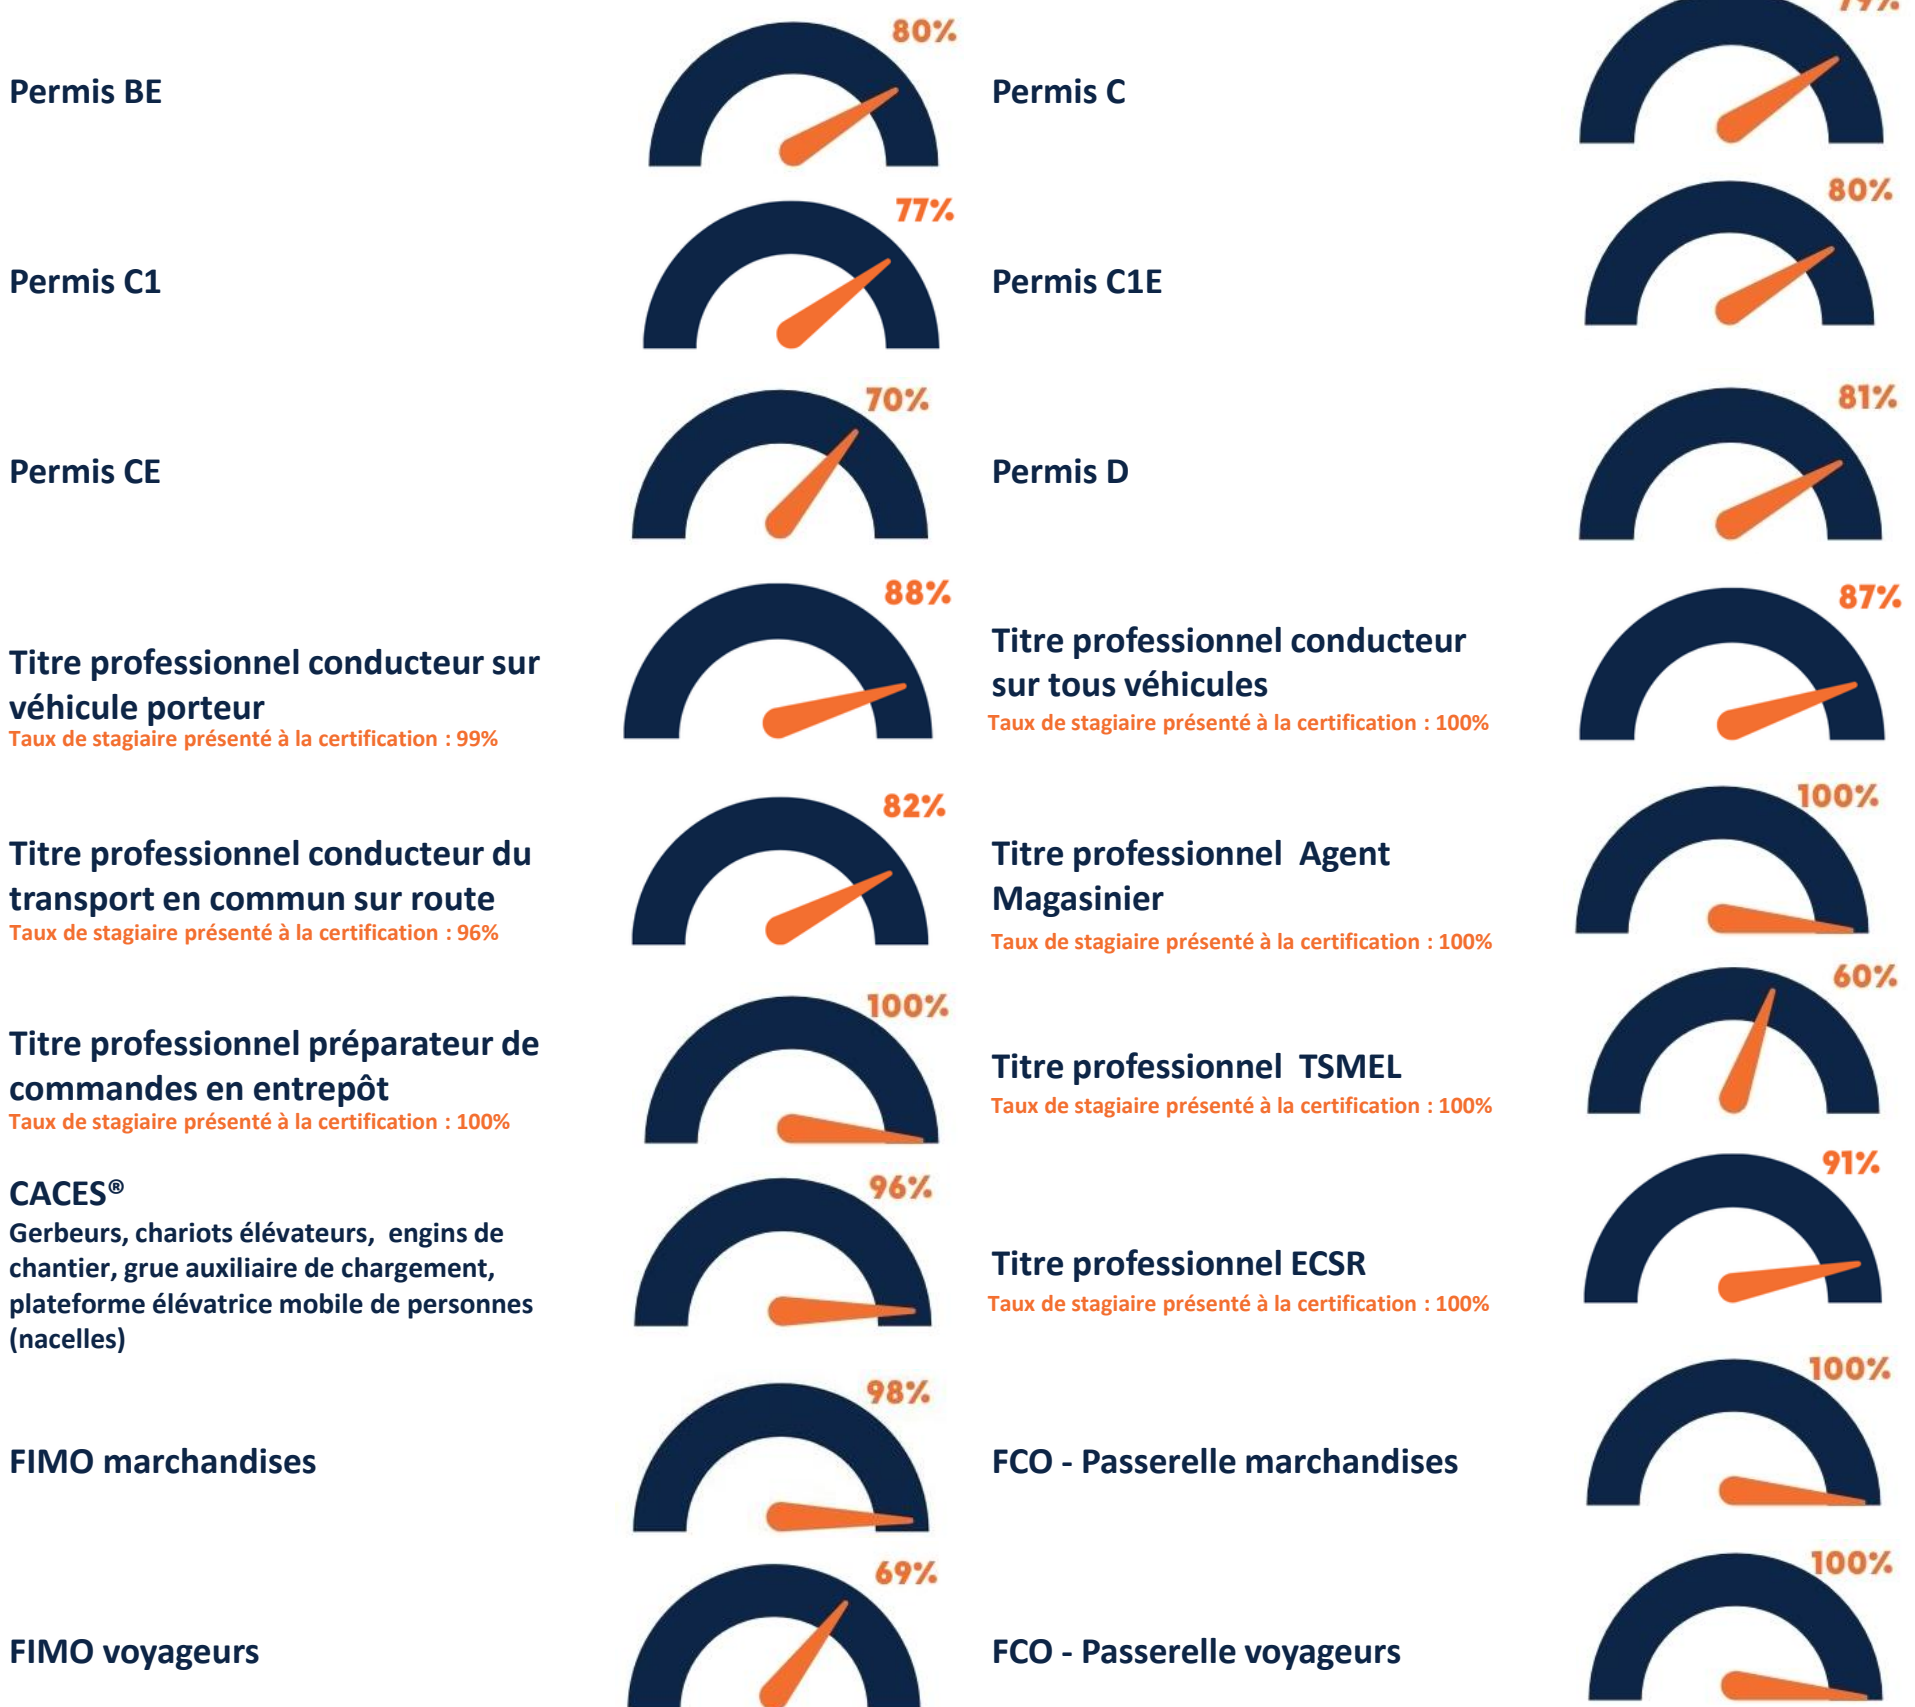 79%
80%
Permis BE
Permis C
77%
80%
Permis C1
Permis C1E
70%
81%
Permis CE
Permis D
88%
87%
Titre professionnel conducteur sur
véhicule porteur
Taux de stagiaire présenté à la certification : 99%
Titre professionnel conducteur
sur tous véhicules
Taux de stagiaire présenté à la certification : 100%
82%
100%
Titre professionnel conducteur du
transport en commun sur route
Taux de stagiaire présenté à la certification : 96%
Titre professionnel  Agent
Magasinier
Taux de stagiaire présenté à la certification : 100%
100%
60%
Titre professionnel préparateur de
commandes en entrepôt
Taux de stagiaire présenté à la certification : 100%
Titre professionnel  TSMEL
Taux de stagiaire présenté à la certification : 100%
96%
91%
CACES®
Gerbeurs, chariots élévateurs,  engins de
chantier, grue auxiliaire de chargement,
plateforme élévatrice mobile de personnes
(nacelles)
Titre professionnel ECSR
Taux de stagiaire présenté à la certification : 100%
98%
100%
FIMO marchandises
FCO - Passerelle marchandises
69%
100%
FIMO voyageurs
FCO - Passerelle voyageurs